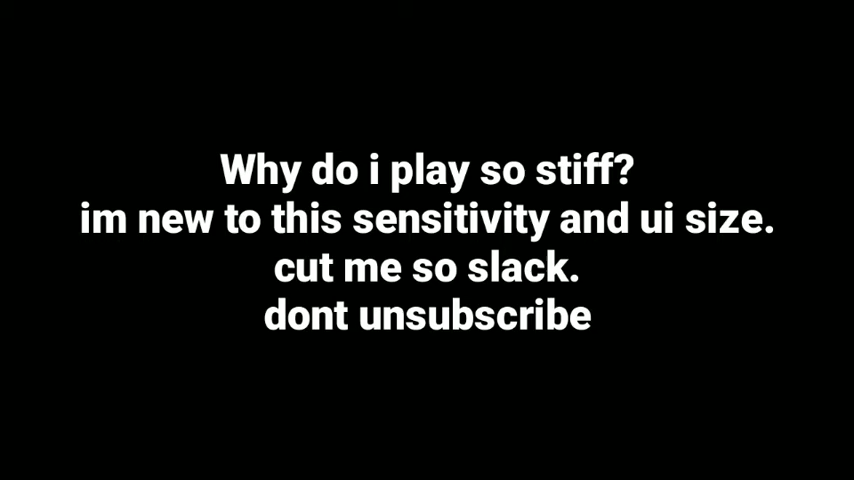 Why do i play so stiff?
im new to this sensitivity and ui size.
cut me so slack.
dont unsubscribe